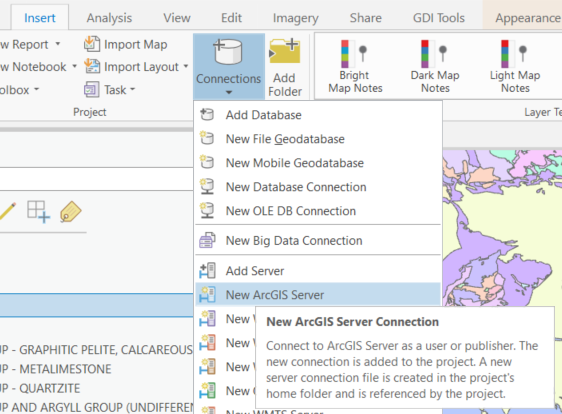 Insert Analysis View Edit Imagery Share GDI Tools Appearance
w Report Import Map
w Notebook Import Layout
olbox Task
Connections
Add
Folder
Bright
Map Notes
Dark Map
Notes
Light Map
Notes
Project
Layer Te
Add Database
New File Geodatabase
New Mobile Geodatabase
New Database Connection
New OLE DB Connection
New Big Data Connection
Add Server
New ArcGIS Server
New ArcGIS Server Connection
Connect to ArcGIS Server as a user or publisher. The
new connection is added to the project. A new
server connection file is created in the project's
home folder and is referenced by the project.
New
New
New
New
New
New WMTS Server
UP - GRAPHITIC PELITE, CALCAREOUS
UP - METALIMESTONE
UP - QUARTZITE
UP AND ARGYLL GROUP (UNDIFFEREN